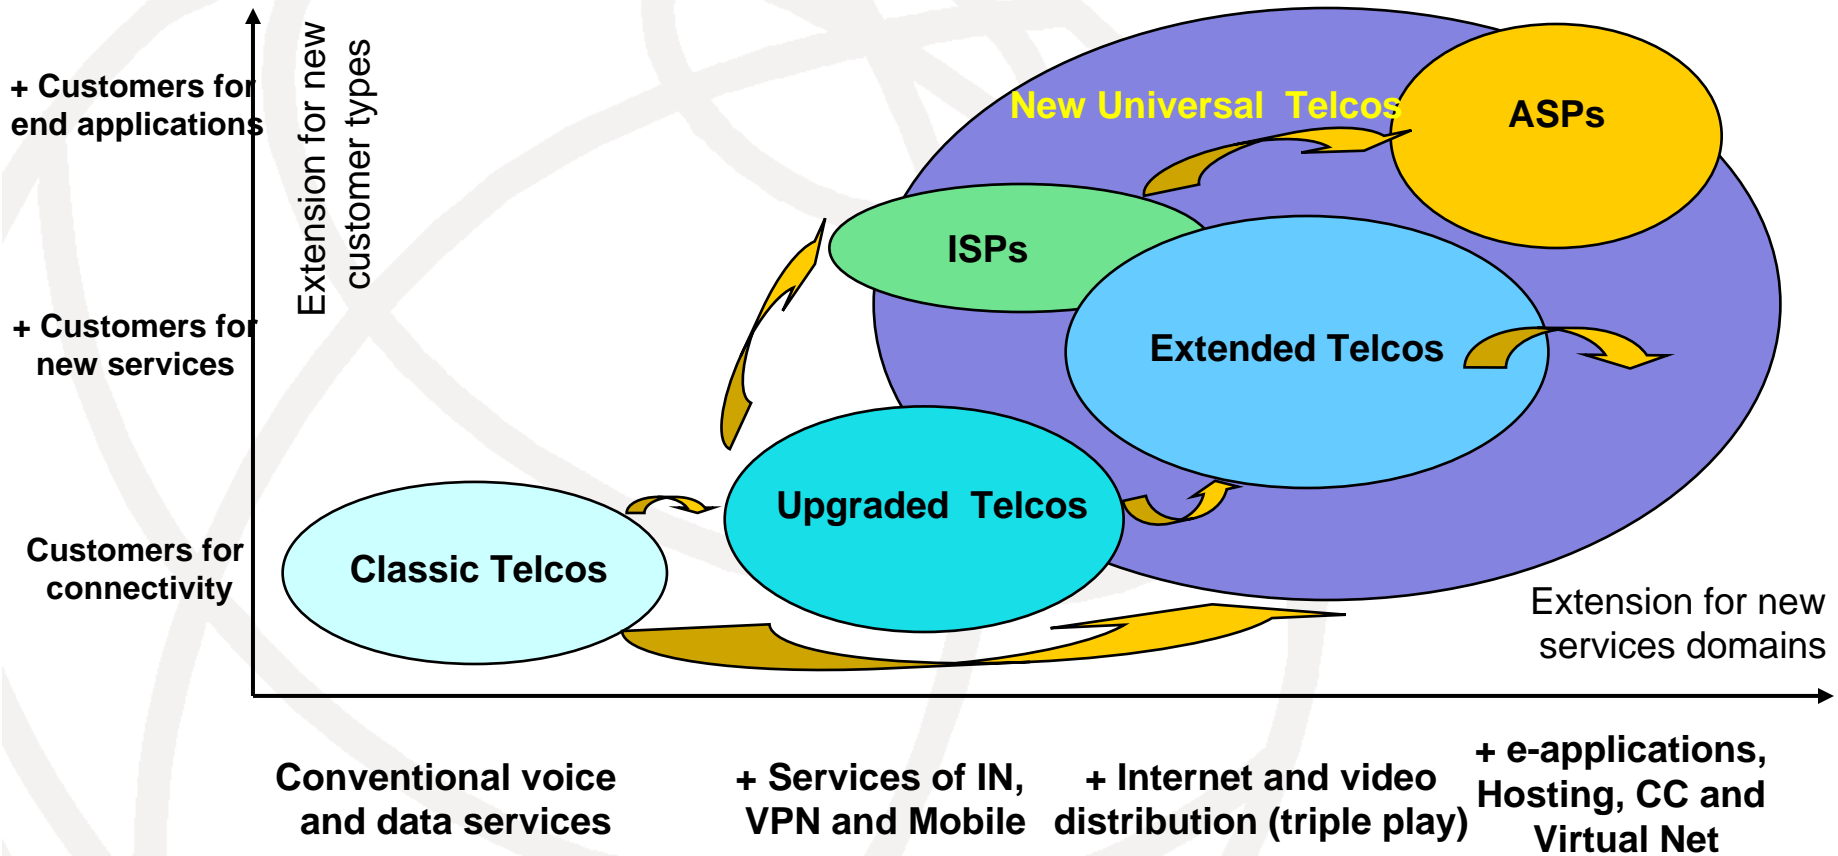 + Customers for
end applications
Extension for new
customer types
New Universal Telcos
ASPs
ISPs
+ Customers for
new services
Extended Telcos
Upgraded Telcos
Customers for
connectivity
Classic Telcos
Extension for new
services domains
Conventional voice
and data services
+ Services of IN,
VPN and Mobile
+ Internet and video
distribution (triple play)
+ e-applications,
Hosting, CC and
Virtual Net